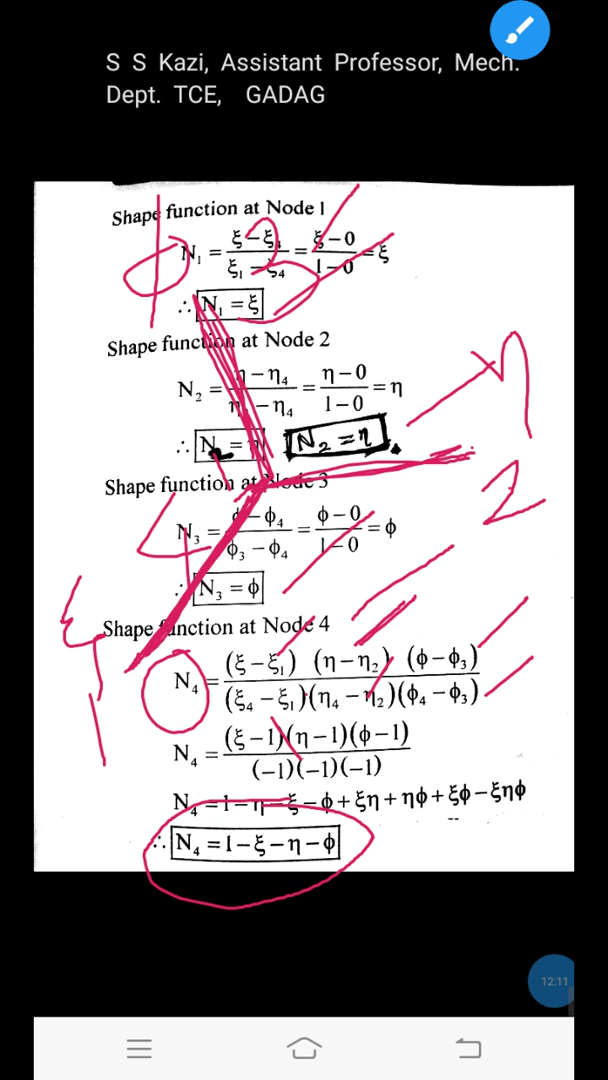 S S Kazi, Assistant Professor, Mech.
Dept. TCE, GADAG
Shape function at Node 1
N₁ = (ξ−ξ₄)/(ξ₁−ξ₄) = (ξ−0)/(1−0) = ξ
∴ N₁ = ξ
Shape function at Node 2
N₂ = (η−η₄)/(η₂−η₄) = (η−0)/(1−0) = η
∴ N₂ = η N₂ = η
Shape function at Node 3
N₃ = (ϕ−ϕ₄)/(ϕ₃−ϕ₄) = (ϕ−0)/(1−0) = ϕ
∴ N₃ = ϕ
Shape function at Node 4
N₄ = (ξ−ξ₁) (η−η₂) (ϕ−ϕ₃)/(ξ₄−ξ₁)(η₄−η₂)(ϕ₄−ϕ₃)
N₄ = (ξ−1)(η−1)(ϕ−1)/(−1)(−1)(−1)
N₄ = 1−η−ξ−ϕ+ξη+ηϕ+ξϕ−ξηϕ
∴ N₄ = 1−ξ−η−ϕ
ϕ
3
η
2
4
ξ
1
12:11